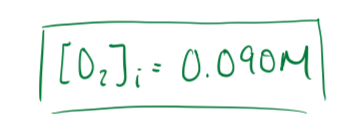 [O₂]ᵢ = 0.090M